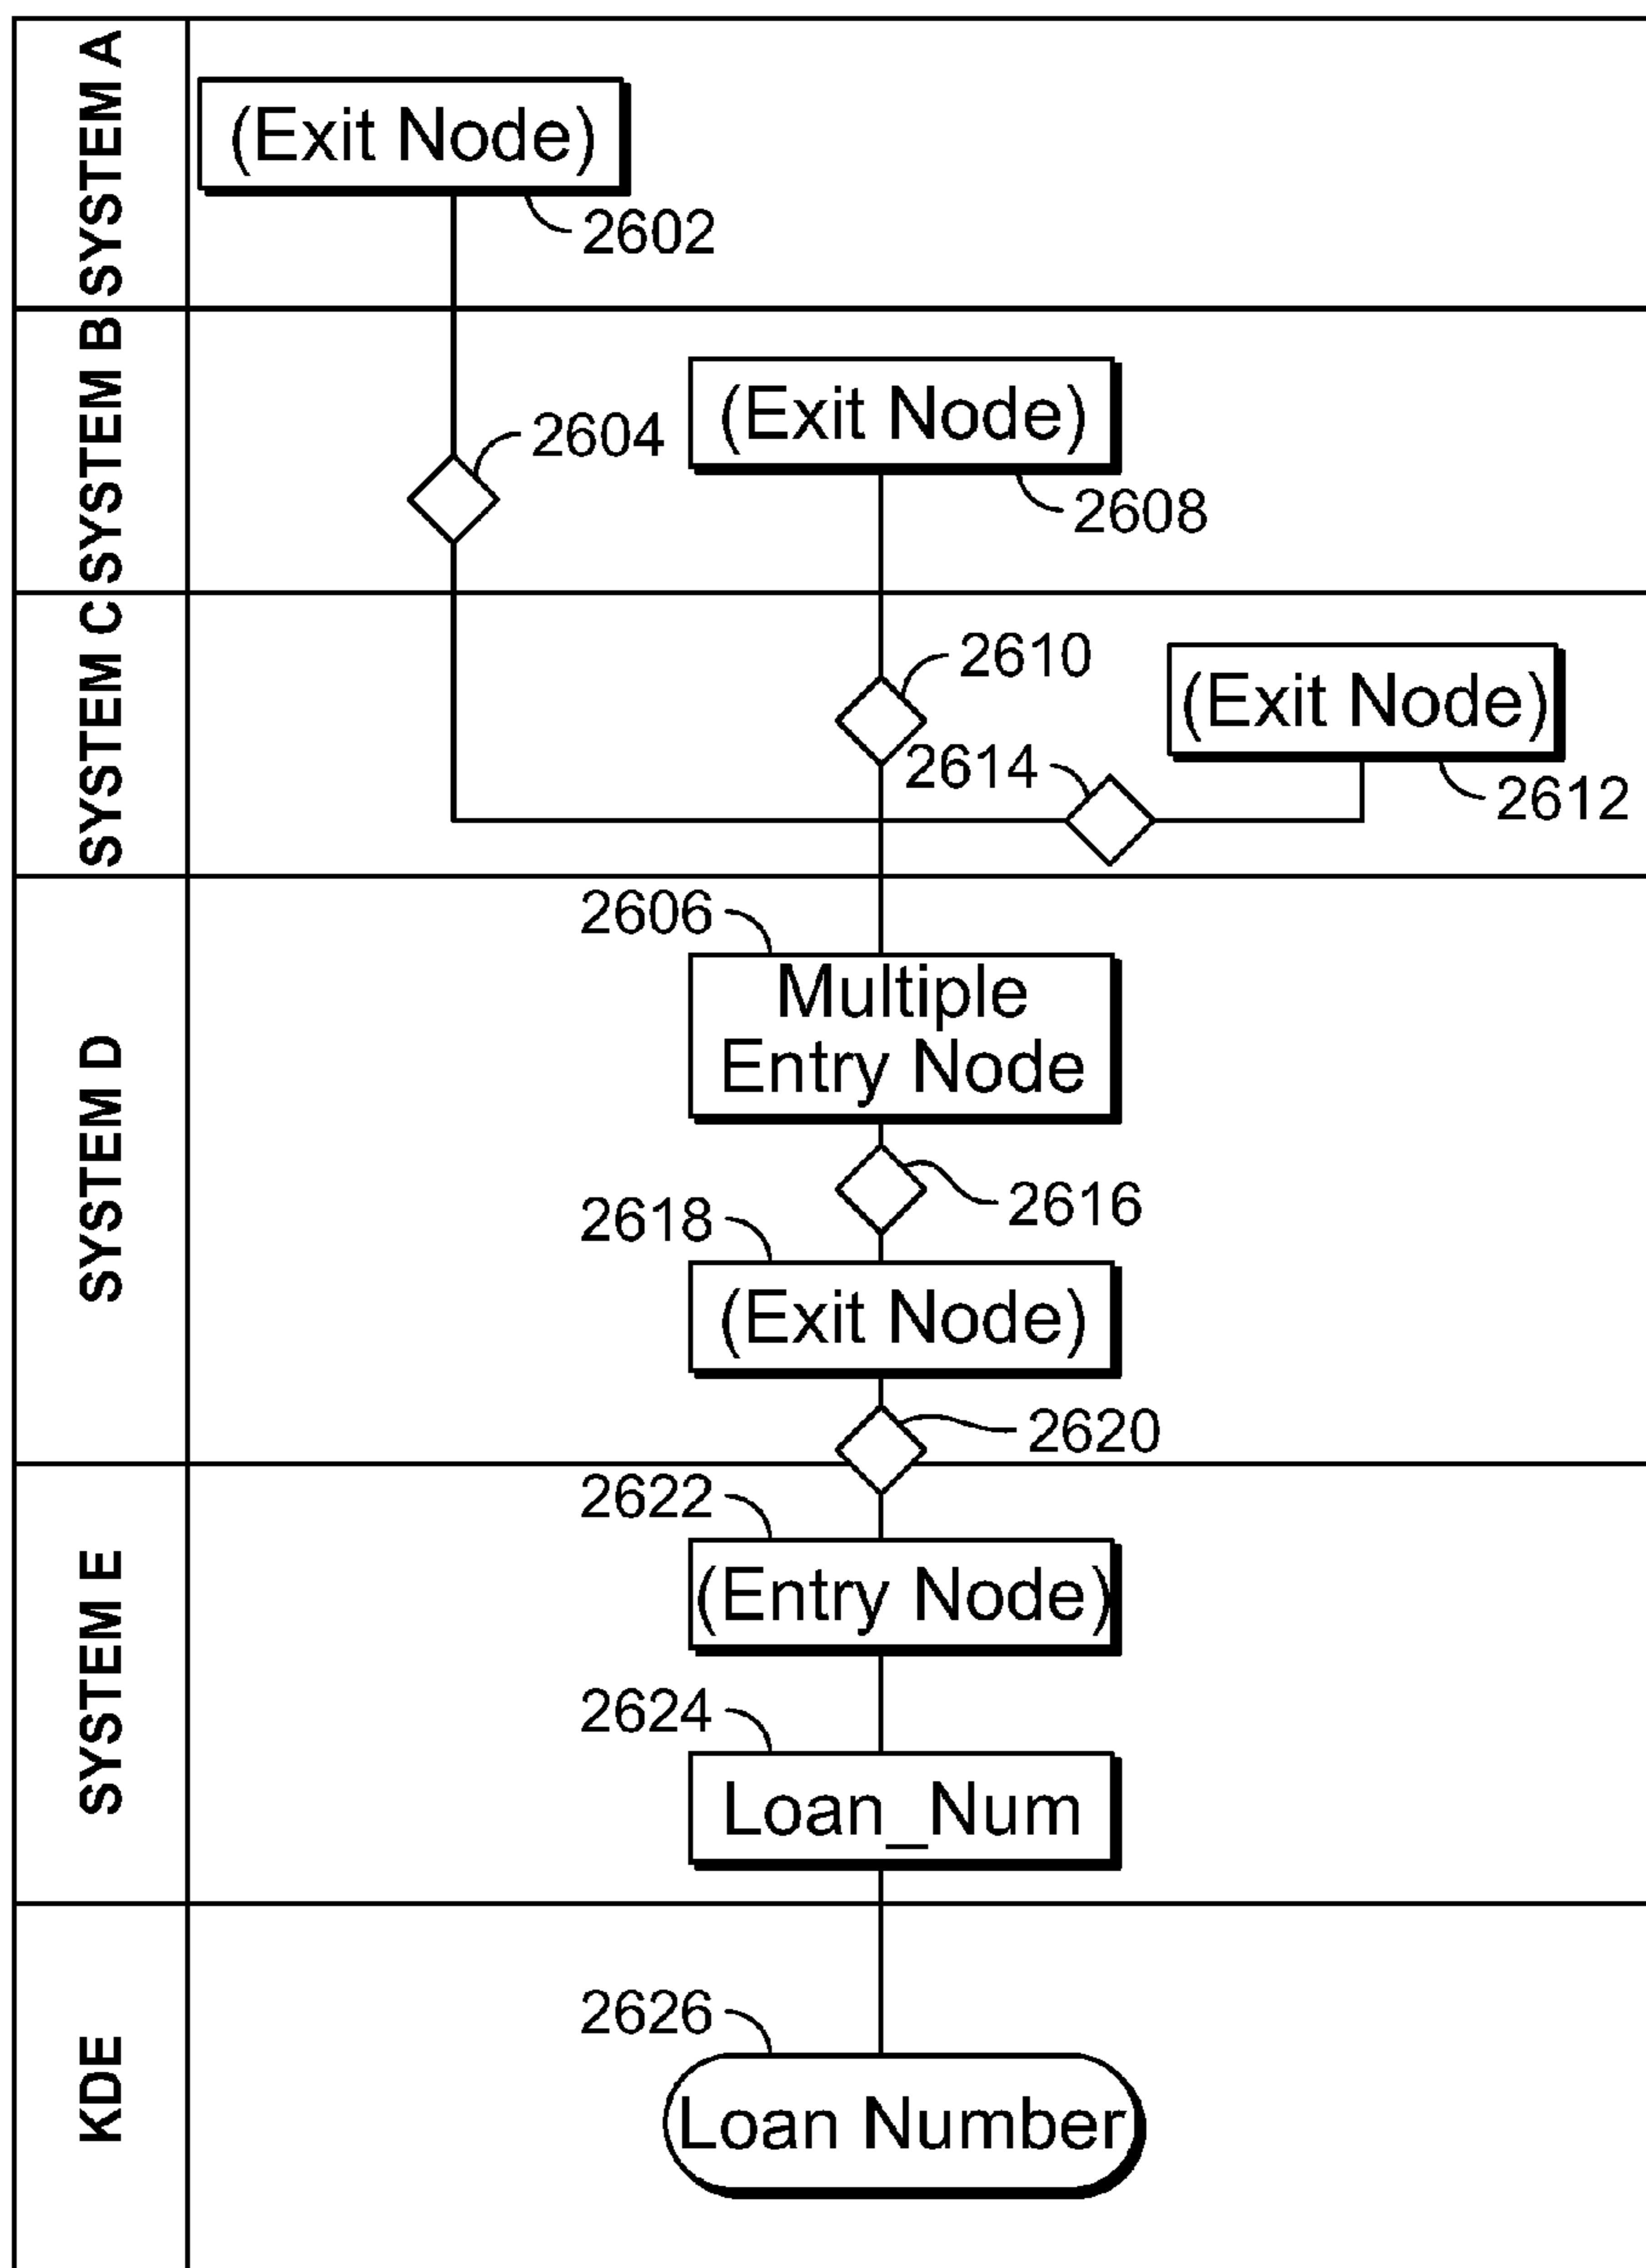 SYSTEM A
(Exit Node)
2602
SYSTEM B
2604
(Exit Node)
2608
SYSTEM C
2610
(Exit Node)
2614
2612
SYSTEM D
2606
Multiple
Entry Node
2616
2618
(Exit Node)
2620
SYSTEM E
2622
(Entry Node)
2624
Loan_Num
KDE
2626
Loan Number